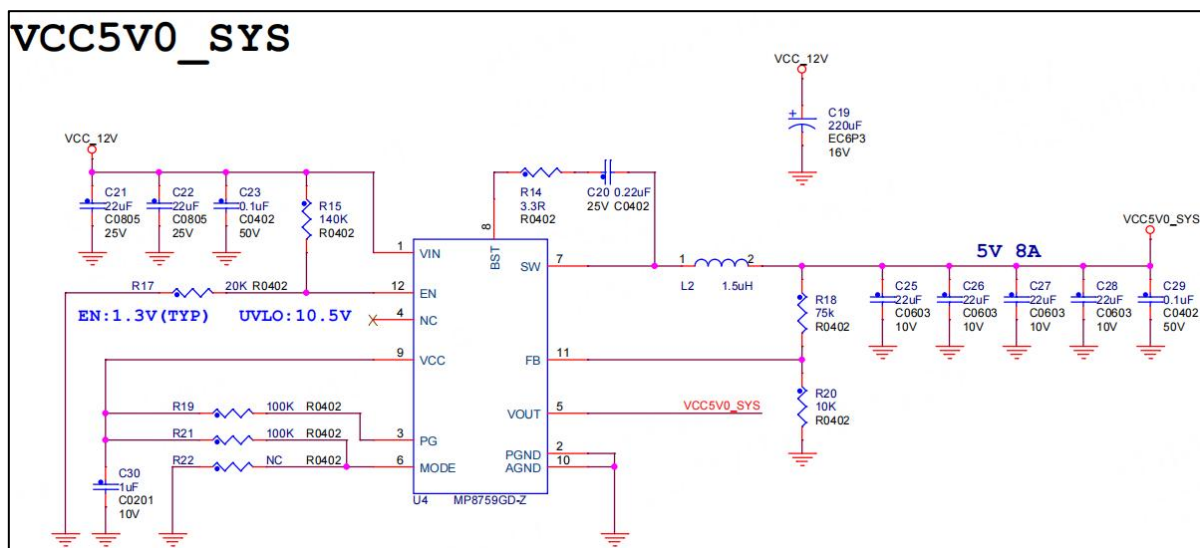 VCC5V0_SYS
VCC_12V
C19
220uF
EC6P3
16V
VCC_12V
C21
22uF
C0805
25V
C22
22uF
C0805
25V
C23
0.1uF
C0402
50V
R15
140K
R0402
R14
3.3R
R0402
C20 0.22uF
25V C0402
8
BST
1 VIN
SW 7
1 2
L2 1.5uH
5V 8A
VCC5V0_SYS
R17 20K R0402
12 EN
EN:1.3V(TYP) UVLO:10.5V
4 NC
9 VCC
R18
75k
R0402
C25
22uF
C0603
10V
C26
22uF
C0603
10V
C27
22uF
C0603
10V
C28
22uF
C0603
10V
C29
0.1uF
C0402
50V
FB 11
R20
10K
R0402
R19 100K R0402
3 PG
VOUT 5
VCC5V0_SYS
R21 100K R0402
R22 NC R0402
6 MODE
PGND 2
AGND 10
C30
1uF
C0201
10V
U4 MP8759GD-Z